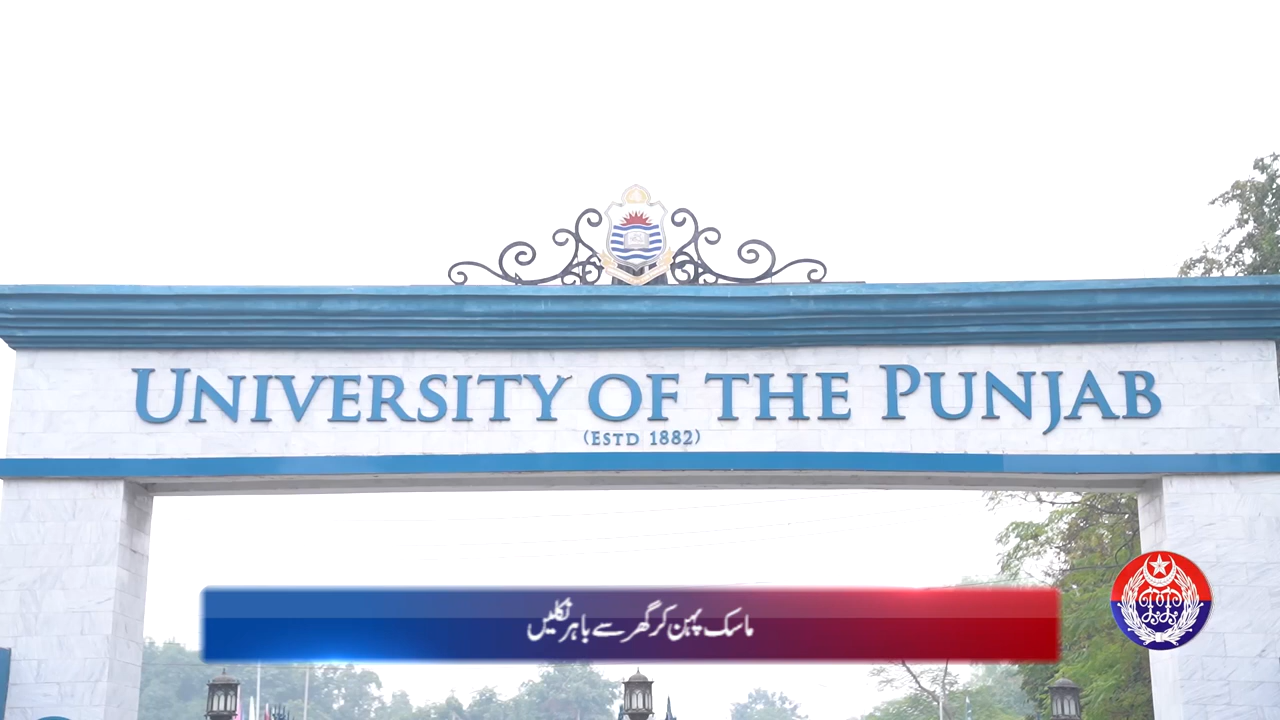 UNIVERSITY OF THE PUNJAB
(ESTD 1882)
ماسک پہن کر گھر سے باہر نکلیں